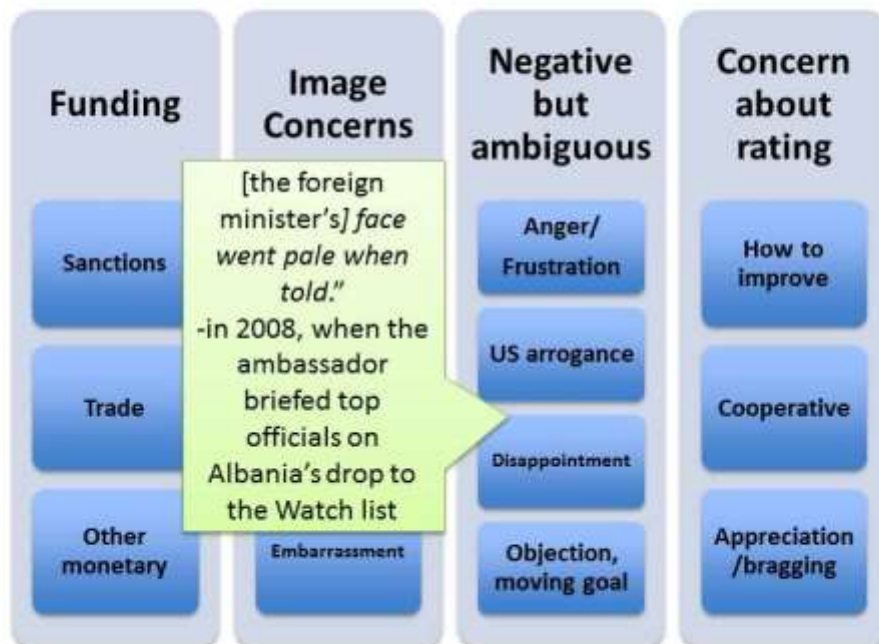 Funding
Sanctions
Trade
Other
monetary
Image
Concerns
[the foreign
minister's] face
went pale when
told."
-in 2008, when the
ambassador
briefed top
officials on
Albania's drop to
the Watch list
Embarrassment
Negative
but
ambiguous
Anger/
Frustration
US arrogance
Disappointment
Objection,
moving goal
Concern
about
rating
How to
improve
Cooperative
Appreciation
/bragging